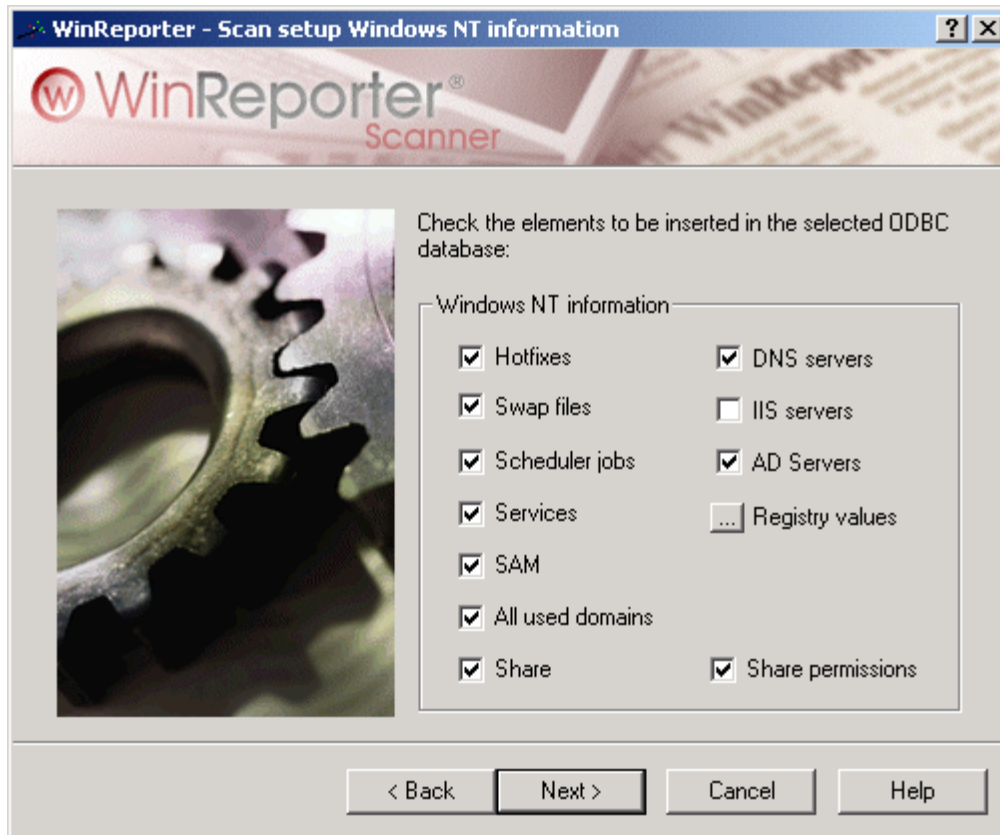 WinReporter - Scan setup Windows NT information
? X
W WinReporter®
Scanner
WinReporter
Check the elements to be inserted in the selected ODBC
database:
Windows NT information
Hotfixes
DNS servers
Swap files
IIS servers
Scheduler jobs
AD Servers
Services
... Registry values
SAM
All used domains
Share
Share permissions
< Back
Next >
Cancel
Help